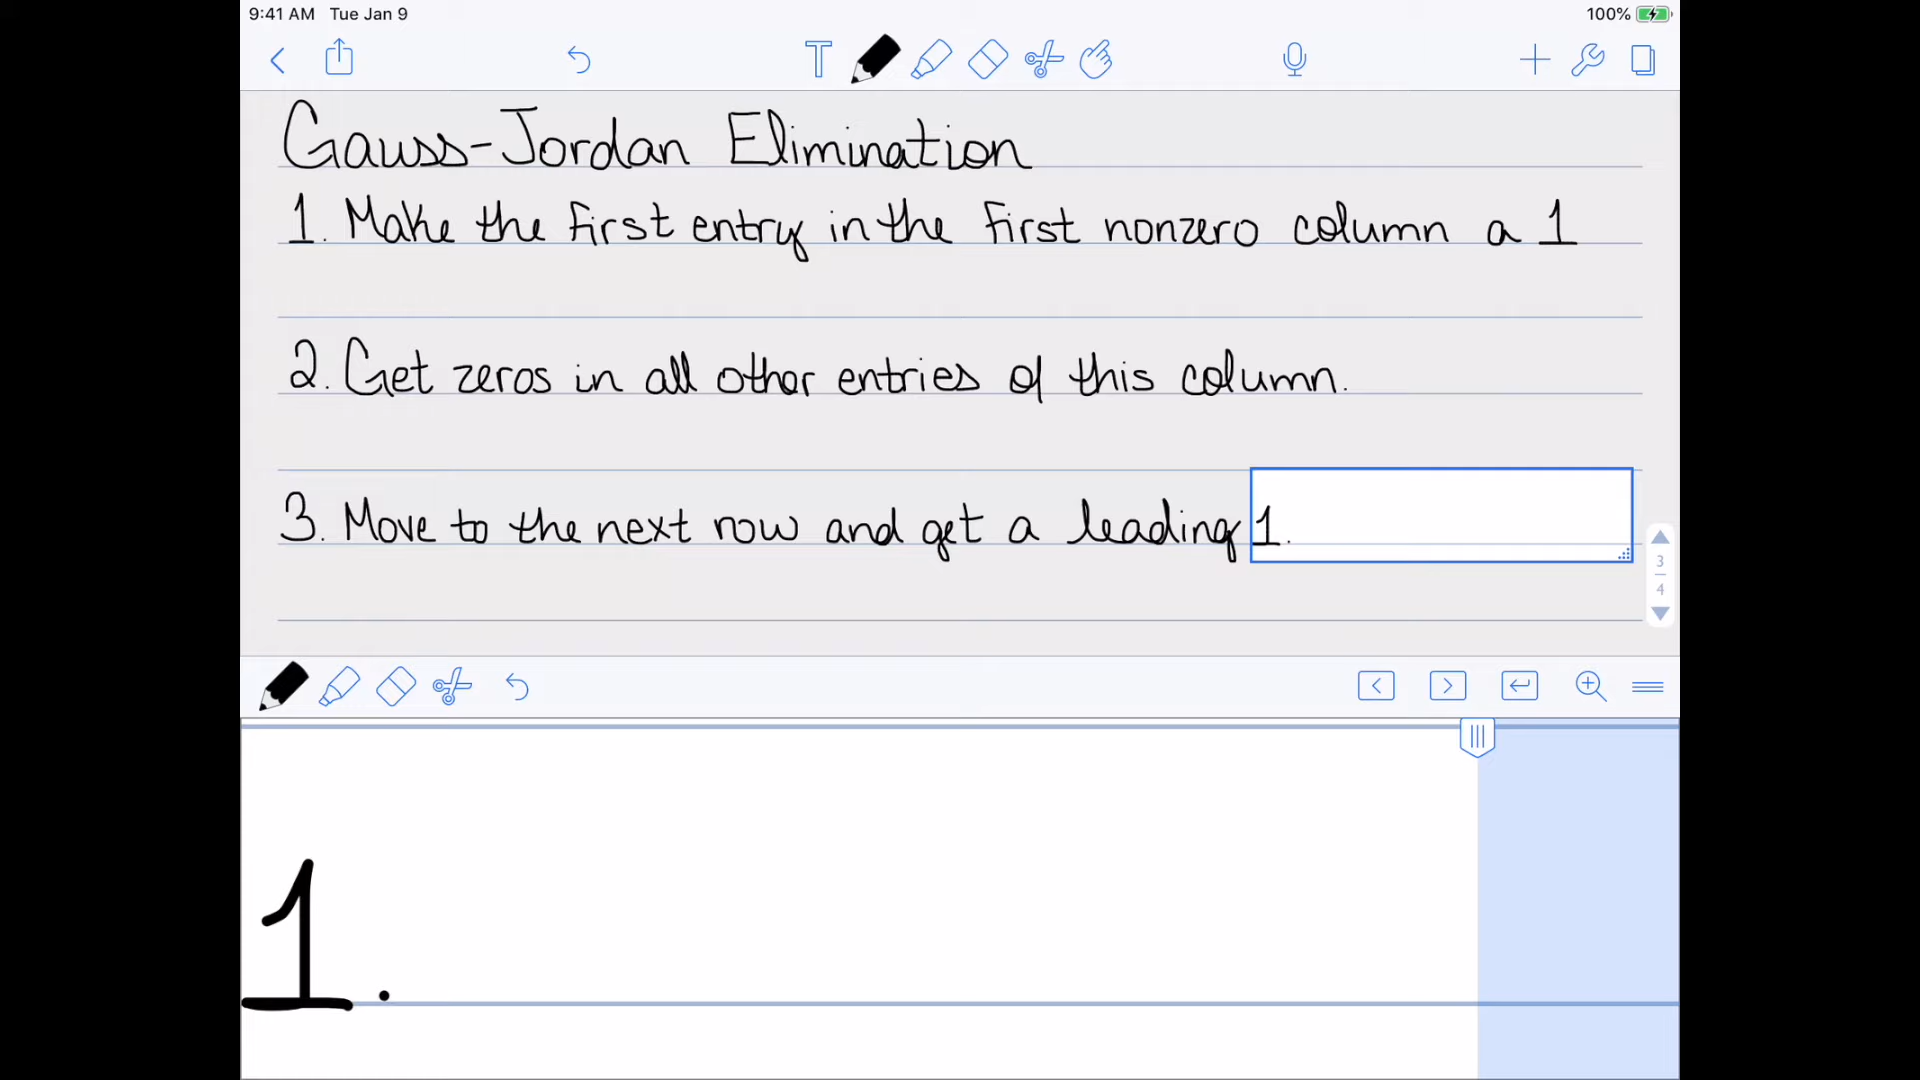 9:41 AM Tue Jan 9 100%
T
Gauss-Jordan Elimination
1. Make the first entry in the first nonzero column a 1
2. Get zeros in all other entries of this column.
3. Move to the next row and get a leading 1.
3
4
1.